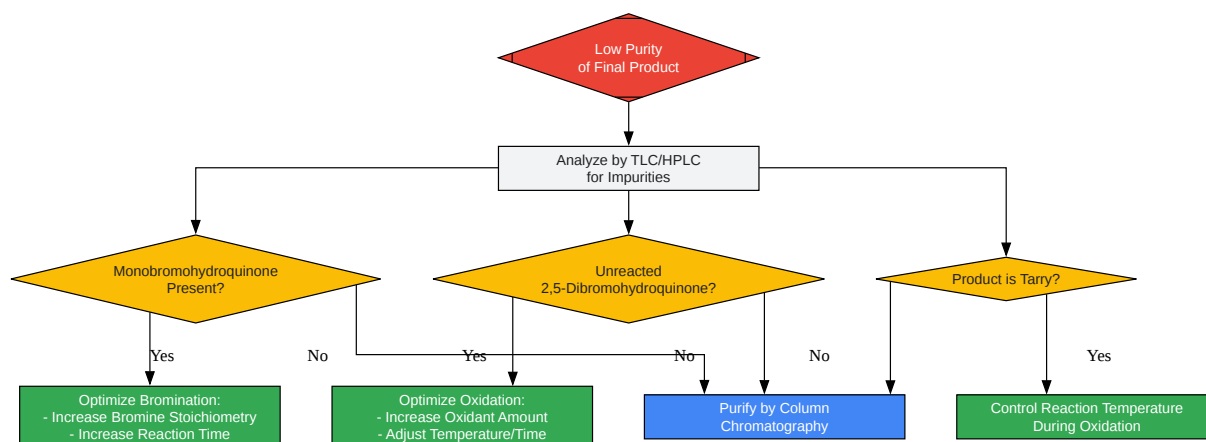 Low Purity
of Final Product
Analyze by TLC/HPLC
for Impurities
Monobromohydroquinone
Present?
Unreacted
2,5-Dibromohydroquinone?
Product is Tarry?
Yes
No
Yes
No
No
Yes
Optimize Bromination:
- Increase Bromine Stoichiometry
- Increase Reaction Time
Optimize Oxidation:
- Increase Oxidant Amount
- Adjust Temperature/Time
Purify by Column
Chromatography
Control Reaction Temperature
During Oxidation